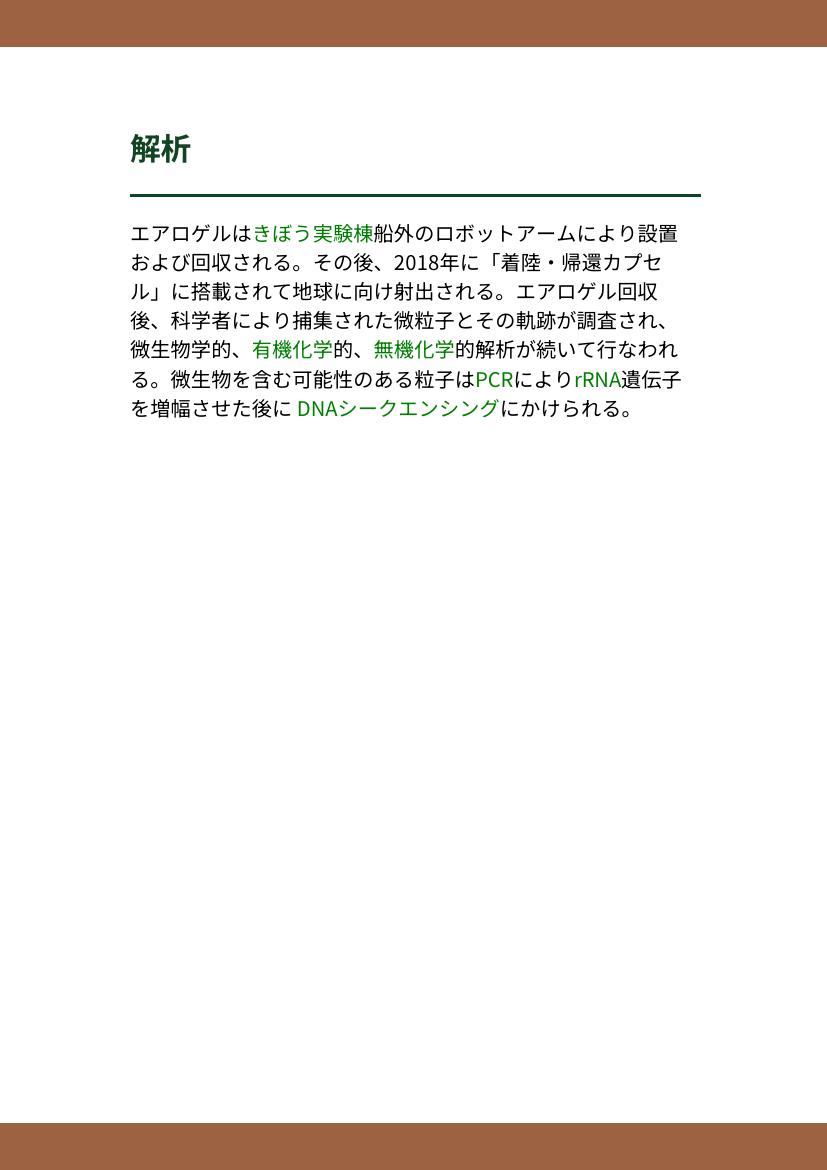 解析
エアロゲルはきぼう実験棟船外のロボットアームにより設置
および回収される。その後、2018年に「着陸・帰還カプセ
ル」に搭載されて地球に向け射出される。エアロゲル回収
後、科学者により捕集された微粒子とその軌跡が調査され、
微生物学的、有機化学的、無機化学的解析が続いて行なわれ
る。微生物を含む可能性のある粒子はPCRによりrRNA遺伝子
を増幅させた後に DNAシークエンシングにかけられる。